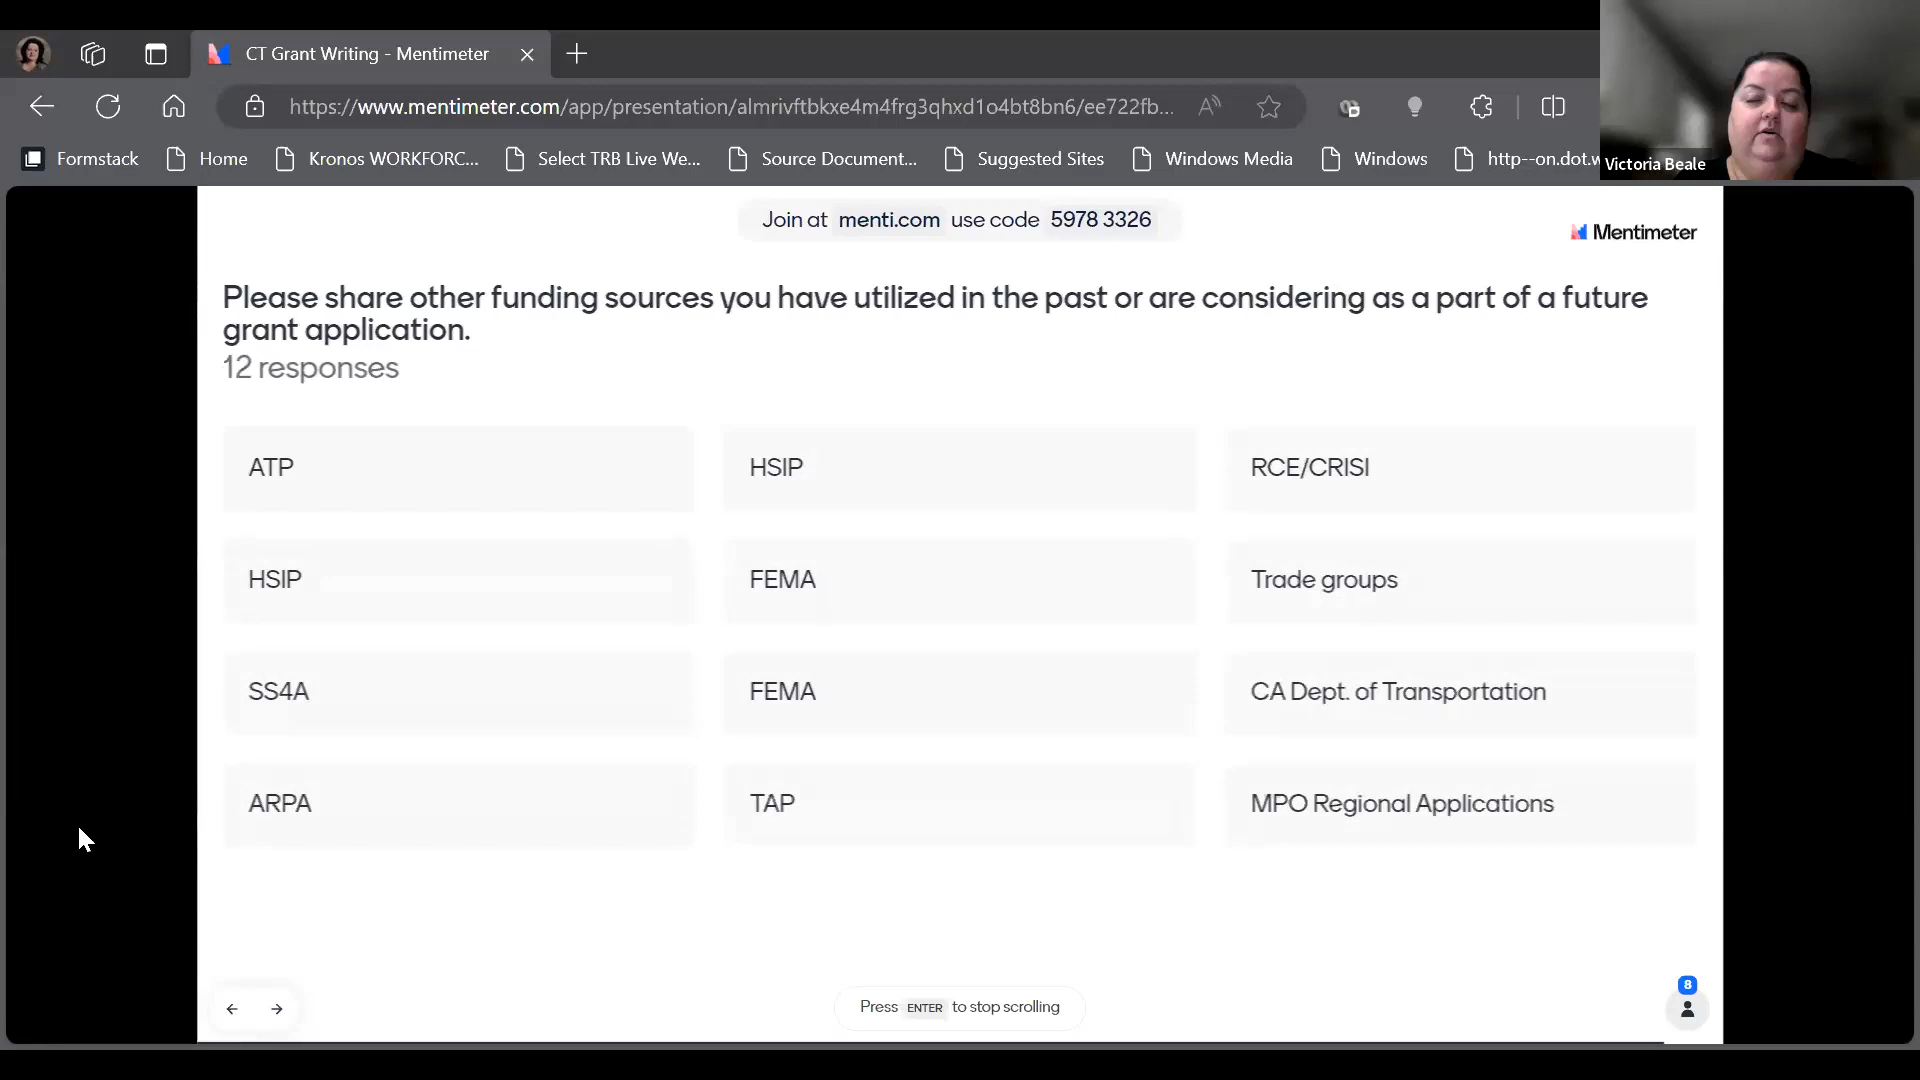 CT Grant Writing - Mentimeter
https://www.mentimeter.com/app/presentation/almrivftbkxe4m4frg3qhxd1o4bt8bn6/ee722fb...
Formstack
Home
Kronos WORKFORC...
Select TRB Live We...
Source Document...
Suggested Sites
Windows Media
Windows
http--on.dot.w
Victoria Beale
Join at menti.com use code 5978 3326
Mentimeter
Please share other funding sources you have utilized in the past or are considering as a part of a future
grant application.
12 responses
ATP
HSIP
RCE/CRISI
HSIP
FEMA
Trade groups
SS4A
FEMA
CA Dept. of Transportation
ARPA
TAP
MPO Regional Applications
8
Press ENTER to stop scrolling